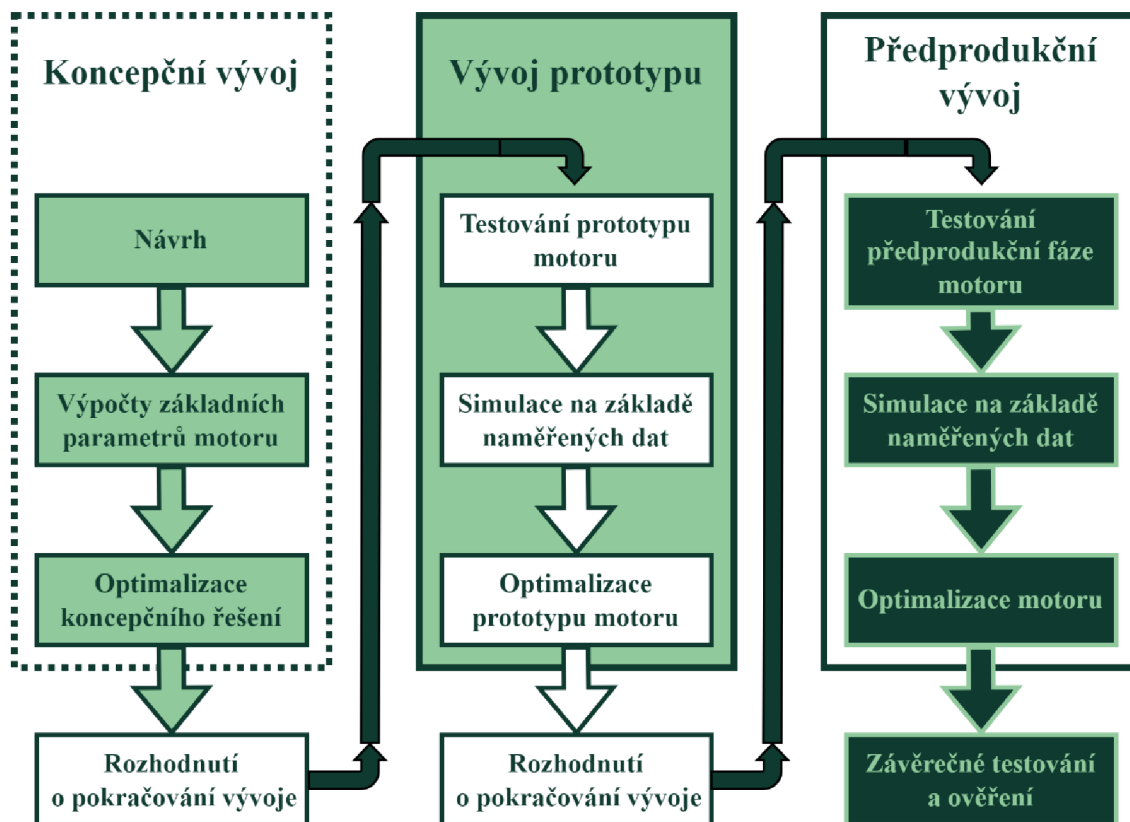 Koncepční vývoj
Návrh
Výpočty základních
parametrů motoru
Optimalizace
koncepčního řešení
Rozhodnutí
o pokračování vývoje
Vývoj prototypu
Testování prototypu
motoru
Simulace na základě
naměřených dat
Optimalizace
prototypu motoru
Rozhodnutí
o pokračování vývoje
Předprodukční
vývoj
Testování
předprodukční fáze
motoru
Simulace na základě
naměřených dat
Optimalizace motoru
Závěrečné testování
a ověření